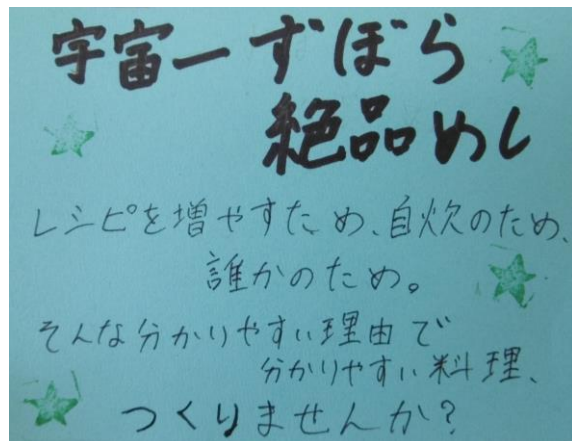 宇宙一ずぼら
絶品めし
レシピを増やすため、自炊のため、
誰かのため。
そんな分かりやすい理由で
分かりやすい料理、
つくりませんか?